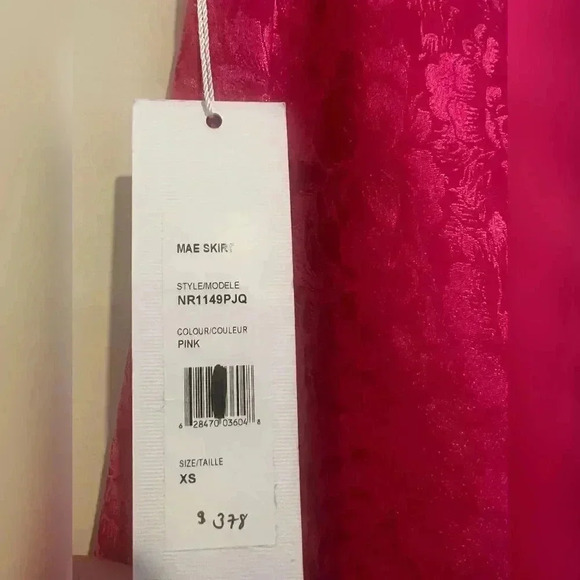 MAE SKIRT
STYLE/MODELE
NR1149PJQ
COLOUR/COULEUR
PINK
6 28470 03604 8
SIZE/TAILLE
XS
$ 378